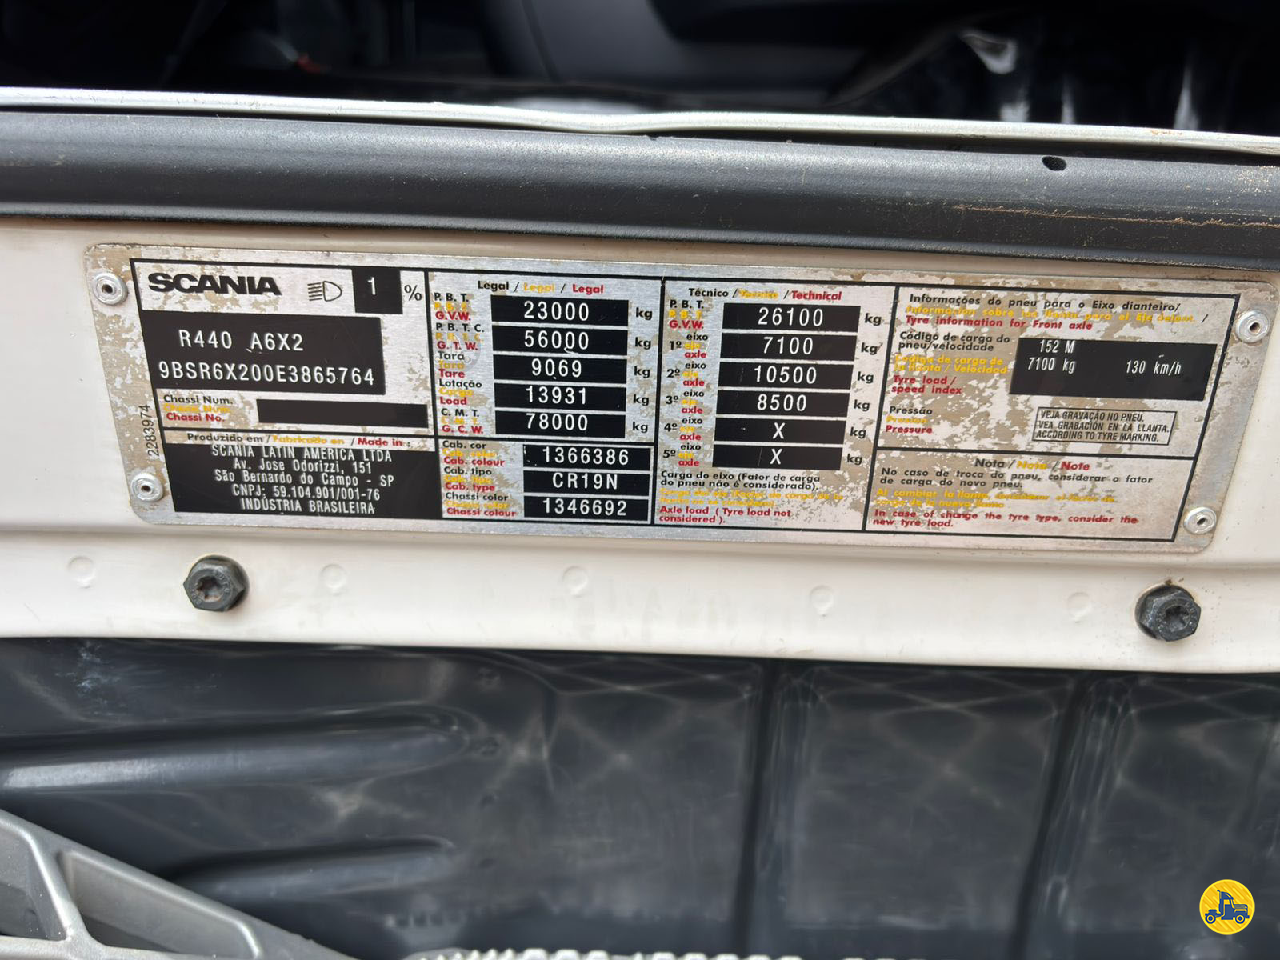 SCANIA 1 %
R440 A6X2
9BSR6X200E3865764
Chassi Num.
Chassi No.
2283974
Produzido em / Fabricado en / Made in :
SCANIA LATIN AMERICA LTDA
Av. Jose Odorizzi, 151
São Bernardo do Campo - SP
CNPJ: 59.104.901/001-76
INDÚSTRIA BRASILEIRA
Legal / Legal / Legal
P. B. T.
G.V.W. 23000 kg
P. B. T. C.
G. T. W. 56000 kg
Tara
Tara
Tare 9069 kg
Lotação
Load 13931 kg
C. M. T.
G. C. W. 78000 kg
Cab. cor
Cab. colour 1366386
Cab. tipo
Cab. type CR19N
Chassi color
Chassi colour 1346692
Técnico / / Technical
P. B. T.
G.V.W. 26100 kg
1º eixo
axle 7100 kg
2º eixo
axle 10500 kg
3º eixo
axle 8500 kg
4º eixo
axle X kg
5º eixo
axle X kg
Carga do eixo (Fator de carga
do pneu não é considerado).
Axle load ( Tyre load not
considered ).
Informações do pneu para o Eixo dianteiro/
Tyre information for Front axle
Código de carga do
pneu/velocidade
Código de carga de
la llanta / Velocidad
Tyre load /
speed index
152 M
7100 kg 130 km/h
Pressão
Pressure
VEJA GRAVAÇÃO NO PNEU.
VEA GRABACIÓN EN LA LLANTA.
ACCORDING TO TYRE MARKING.
Nota / Nota / Note
No caso de troca do pneu, considerar o fator
de carga do novo pneu.
In case of change the tyre type, consider the
new tyre load.